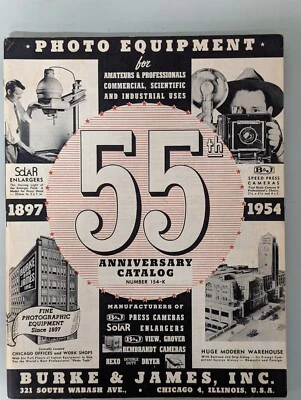 PHOTO EQUIPMENT
for
AMATEURS & PROFESSIONALS
COMMERCIAL, SCIENTIFIC
AND INDUSTRIAL USES
SOLAR
ENLARGERS
B&J
SPEED PRESS
CAMERAS
55th
1897
1954
ANNIVERSARY
CATALOG
NUMBER 154-K
FINE
PHOTOGRAPHIC
EQUIPMENT
Since 1897
MANUFACTURERS OF
B&J PRESS CAMERAS
SOLAR ENLARGERS
B&J VIEW, GROVER
REMBRANDT CAMERAS
REXO DRYER
CHICAGO OFFICES and WORK SHOPS
HUGE MODERN WAREHOUSE
BURKE & JAMES, INC.
321 SOUTH WABASH AVE., CHICAGO 4, ILLINOIS, U.S.A.